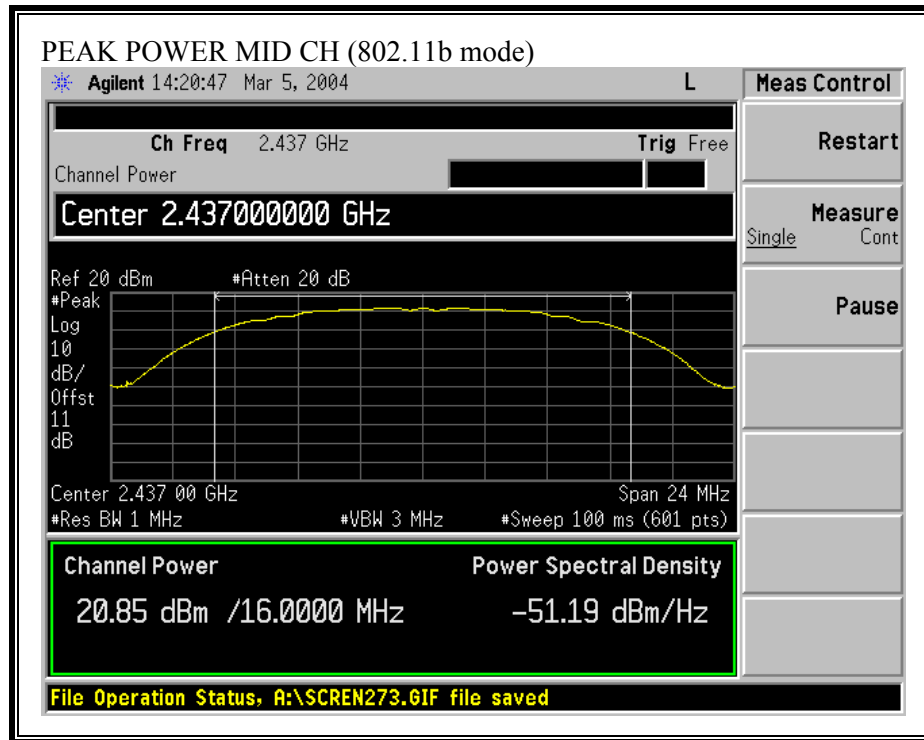 PEAK POWER MID CH (802.11b mode)
Agilent 14:20:47 Mar 5, 2004 L
Meas Control
Ch Freq 2.437 GHz Trig Free
Restart
Channel Power
Center 2.437000000 GHz
Measure
Single Cont
Ref 20 dBm #Atten 20 dB
Pause
#Peak
Log
10
dB/
Offst
11
dB
Center 2.437 00 GHz Span 24 MHz
#Res BW 1 MHz #VBW 3 MHz #Sweep 100 ms (601 pts)
Channel Power Power Spectral Density
20.85 dBm /16.0000 MHz -51.19 dBm/Hz
File Operation Status, A:\SCREN273.GIF file saved